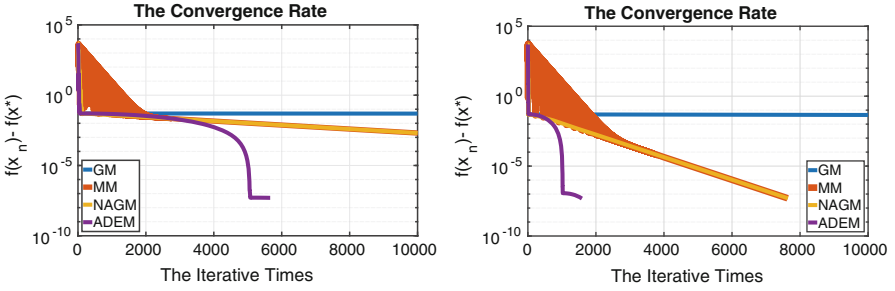 The Convergence Rate
f(x_n)- f(x*)
10^5
10^0
10^-5
10^-10
GM
MM
NAGM
ADEM
0 2000 4000 6000 8000 10000
The Iterative Times
The Convergence Rate
f(x_n)- f(x*)
10^5
10^0
10^-5
10^-10
GM
MM
NAGM
ADEM
0 2000 4000 6000 8000 10000
The Iterative Times